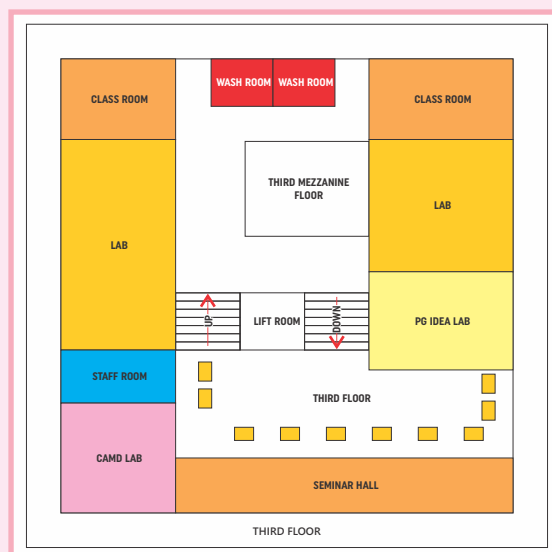 WASH ROOM
WASH ROOM
CLASS ROOM
CLASS ROOM
THIRD MEZZANINE
FLOOR
LAB
LAB
UP
LIFT ROOM
DOWN
PG IDEA LAB
STAFF ROOM
THIRD FLOOR
CAMD LAB
SEMINAR HALL
THIRD FLOOR